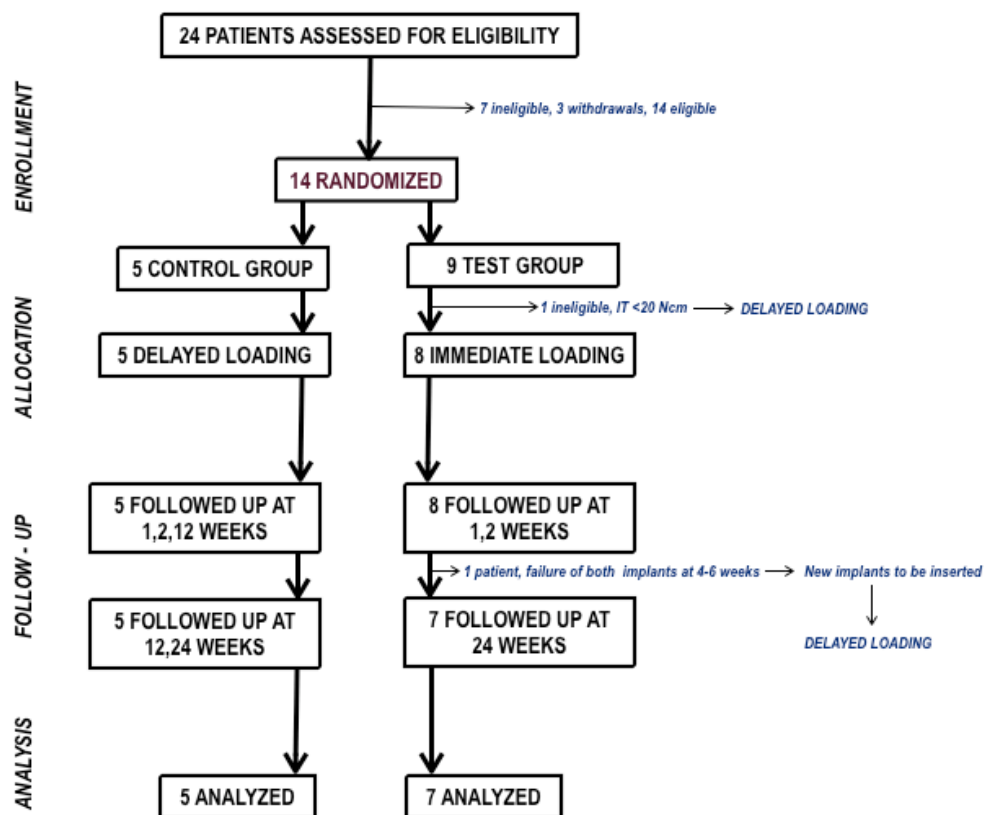 24 PATIENTS ASSESSED FOR ELIGIBILITY
ENROLLMENT
7 ineligible, 3 withdrawals, 14 eligible
14 RANDOMIZED
5 CONTROL GROUP
9 TEST GROUP
ALLOCATION
1 ineligible, IT <20 Ncm
DELAYED LOADING
5 DELAYED LOADING
8 IMMEDIATE LOADING
FOLLOW - UP
5 FOLLOWED UP AT
1,2,12 WEEKS
8 FOLLOWED UP AT
1,2 WEEKS
1 patient, failure of both implants at 4-6 weeks
New implants to be inserted
DELAYED LOADING
5 FOLLOWED UP AT
12,24 WEEKS
7 FOLLOWED UP AT
24 WEEKS
ANALYSIS
5 ANALYZED
7 ANALYZED